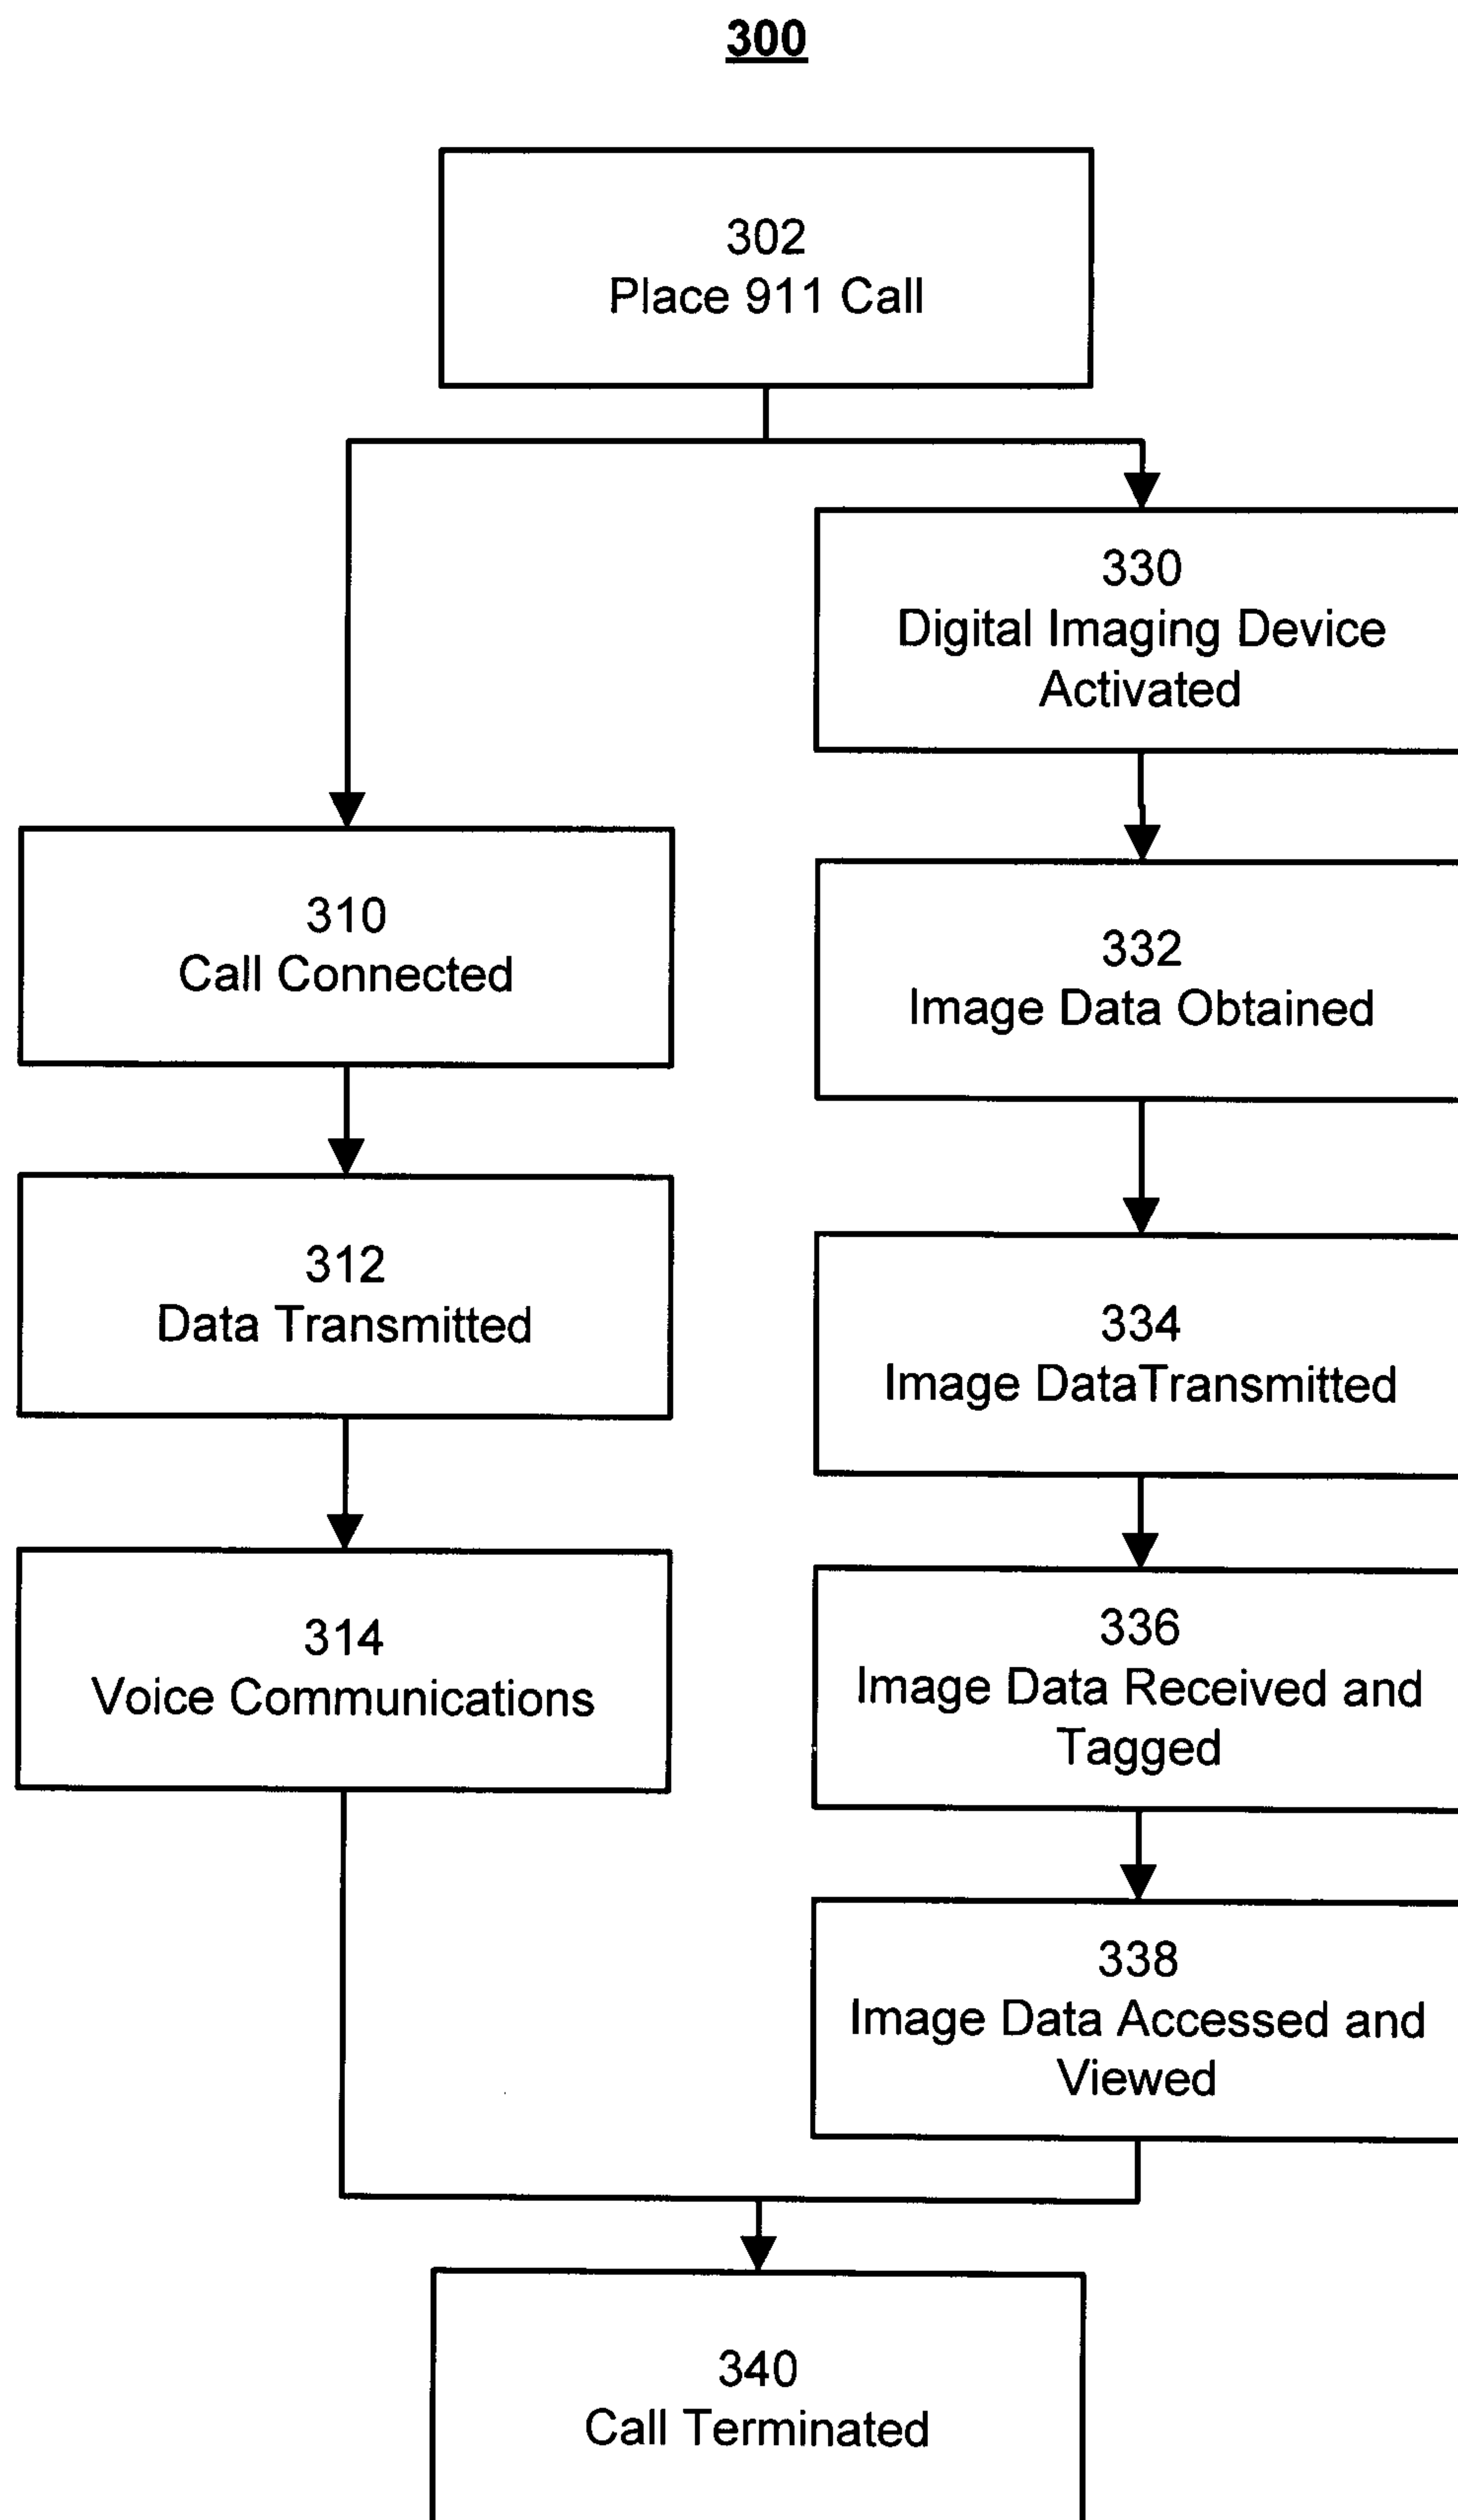 300
302
Place 911 Call
330
Digital Imaging Device
Activated
310
Call Connected
332
Image Data Obtained
312
Data Transmitted
334
Image DataTransmitted
314
Voice Communications
336
Image Data Received and
Tagged
338
Image Data Accessed and
Viewed
340
Call Terminated